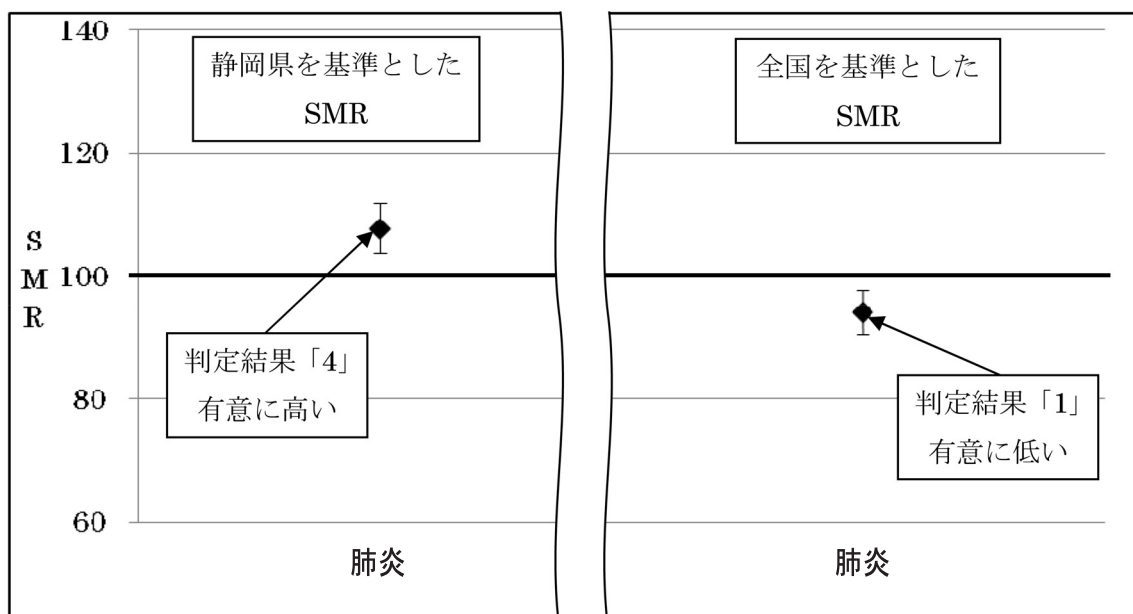 140
120
100
80
60
S
M
R
静岡県を基準とした
SMR
判定結果「4」
有意に高い
肺炎
全国を基準とした
SMR
判定結果「1」
有意に低い
肺炎